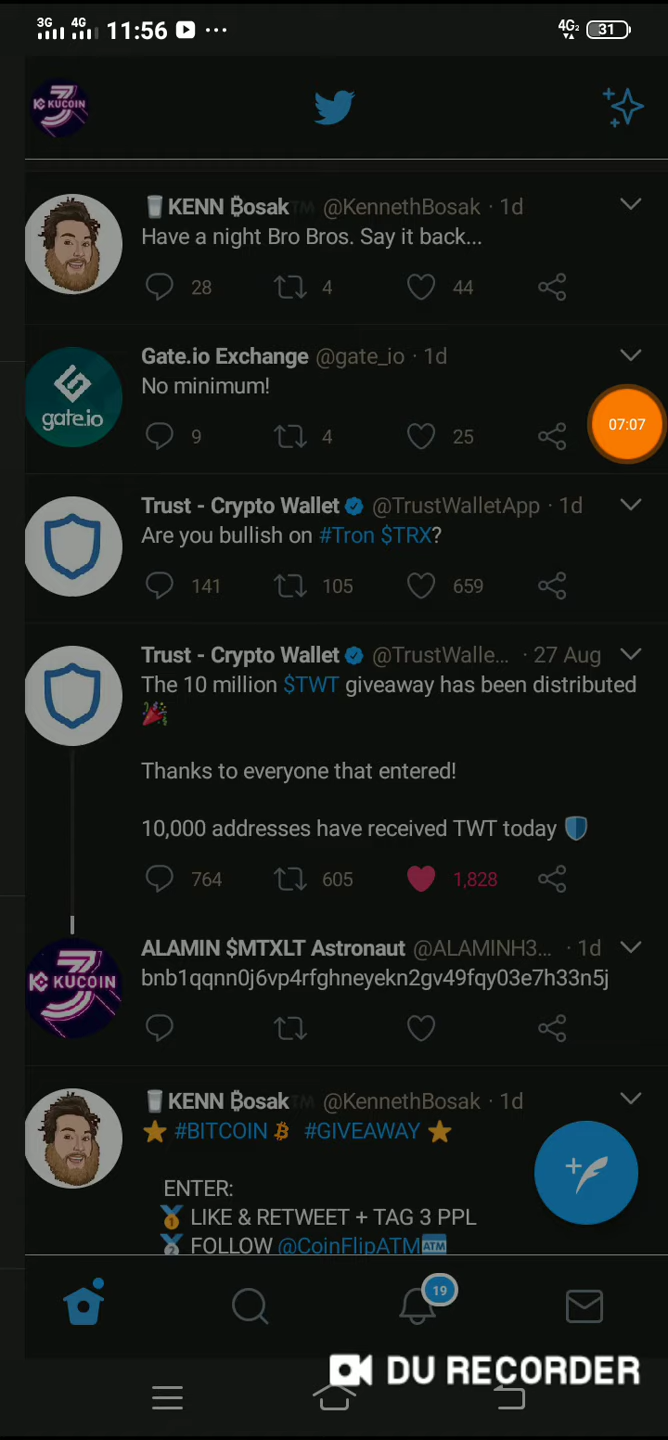 3G 4G 11:56 ... 4G2 31
KUCOIN
🥛KENN ₿osak™ @KennethBosak · 1d
Have a night Bro Bros. Say it back...
28 4 44
Gate.io Exchange @gate_io · 1d
No minimum!
gate.io
9 4 25
07:07
Trust - Crypto Wallet @TrustWalletApp · 1d
Are you bullish on #Tron $TRX?
141 105 659
Trust - Crypto Wallet @TrustWalle... · 27 Aug
The 10 million $TWT giveaway has been distributed
🎉
Thanks to everyone that entered!
10,000 addresses have received TWT today 🛡️
764 605 1,828
ALAMIN $MTXLT Astronaut @ALAMINH3... · 1d
KUCOIN
bnb1qqnn0j6vp4rfghneyekn2gv49fqy03e7h33n5j
🥛KENN ₿osak™ @KennethBosak · 1d
⭐ #BITCOIN #GIVEAWAY ⭐
ENTER:
🥇 LIKE & RETWEET + TAG 3 PPL
🥈 FOLLOW @CoinFlipATM🏧
19
DU RECORDER